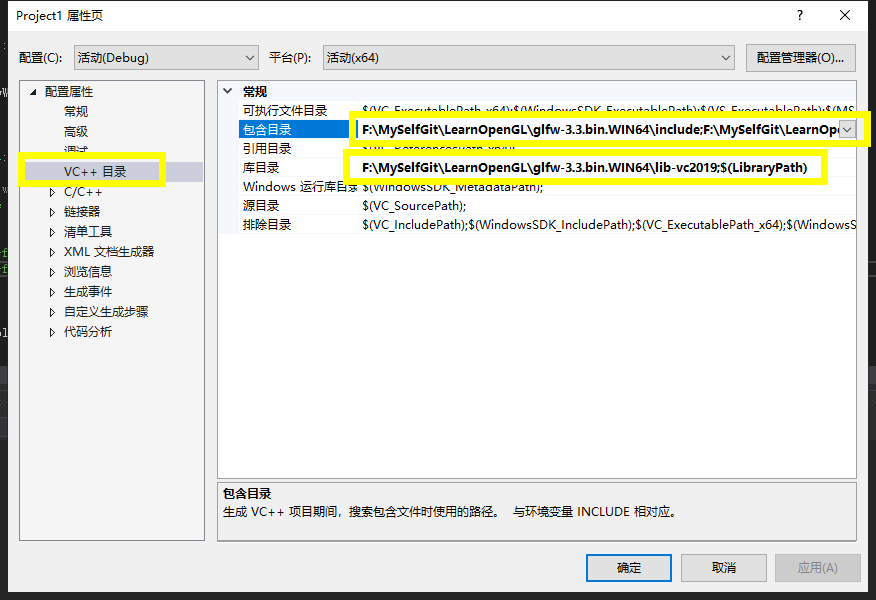 Project1 属性页
配置(C):
活动(Debug)
平台(P):
活动(x64)
配置管理器(O)...
配置属性
常规
高级
调试
VC++ 目录
C/C++
链接器
清单工具
XML 文档生成器
浏览信息
生成事件
自定义生成步骤
代码分析
常规
可执行文件目录
$(VC_ExecutablePath_x64);$(WindowsSDK_ExecutablePath);$(VS_ExecutablePath);$(MS
包含目录
F:\MySelfGit\LearnOpenGL\glfw-3.3.bin.WIN64\include;F:\MySelfGit\LearnOpe
引用目录
$(VC_ReferencesPath_x64);
库目录
F:\MySelfGit\LearnOpenGL\glfw-3.3.bin.WIN64\lib-vc2019;$(LibraryPath)
Windows 运行库目录
$(WindowsSDK_MetadataPath);
源目录
$(VC_SourcePath);
排除目录
$(VC_IncludePath);$(WindowsSDK_IncludePath);$(VC_ExecutablePath_x64);$(WindowsS
包含目录
生成 VC++ 项目期间，搜索包含文件时使用的路径。 与环境变量 INCLUDE 相对应。
确定
取消
应用(A)